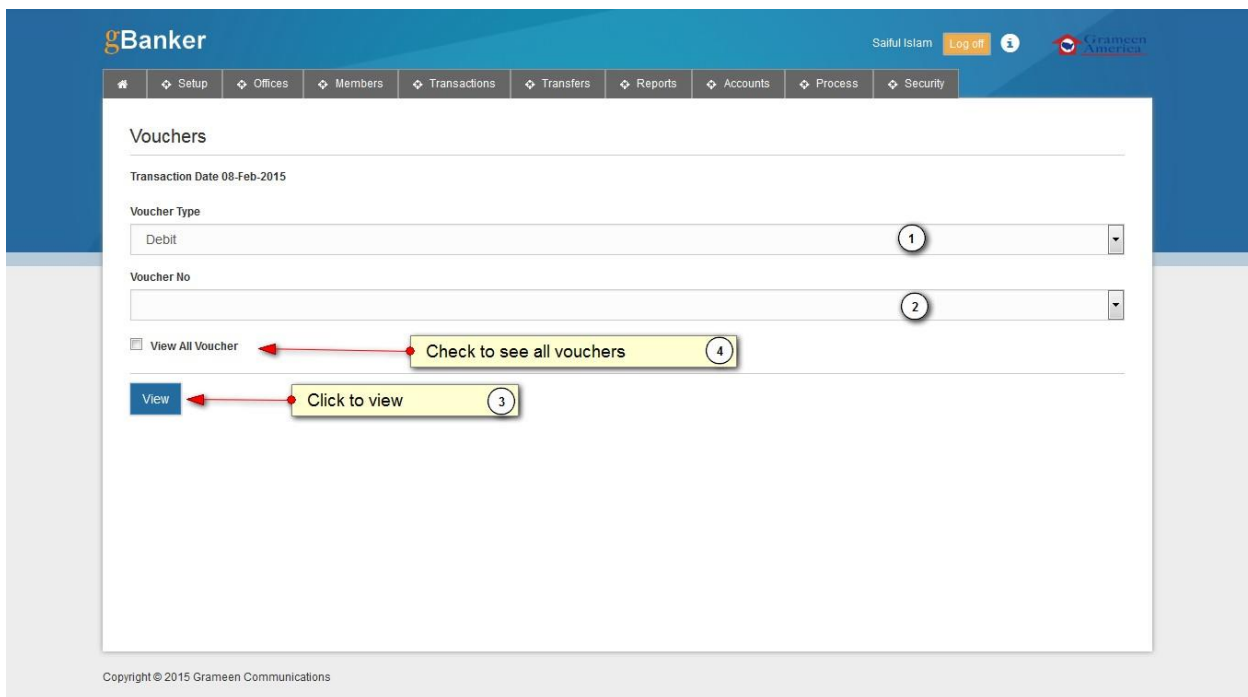 gBanker
Saiful Islam Log off i Grameen America
Setup Offices Members Transactions Transfers Reports Accounts Process Security
Vouchers
Transaction Date 08-Feb-2015
Voucher Type
Debit 1
Voucher No
2
View All Voucher Check to see all vouchers 4
View Click to view 3
Copyright © 2015 Grameen Communications